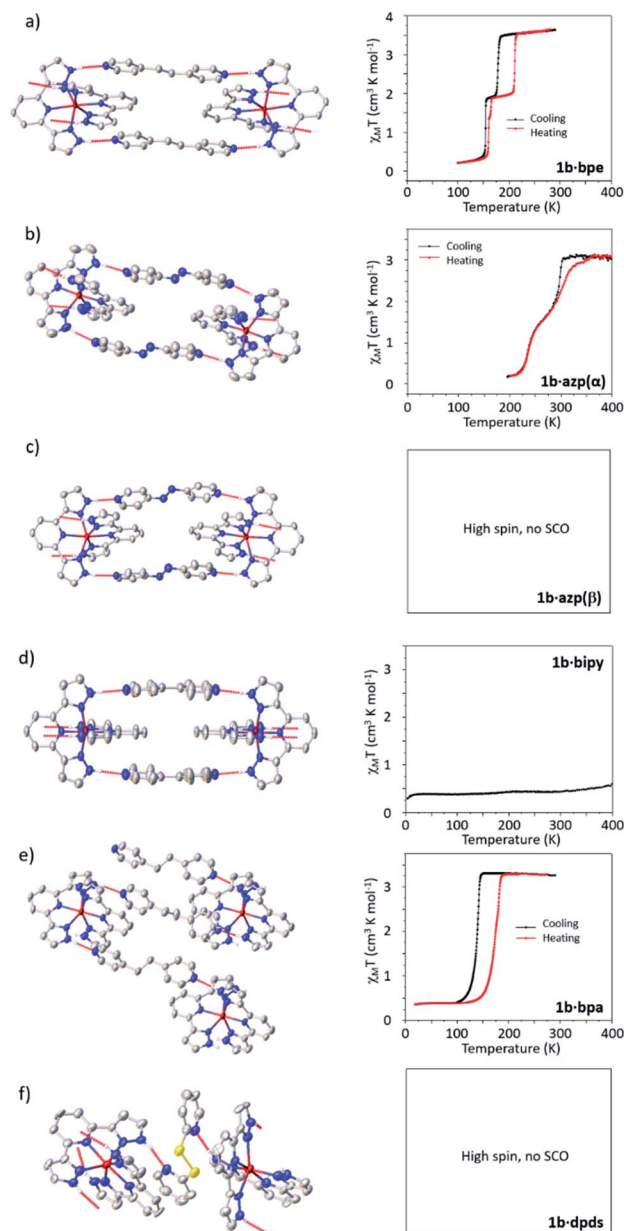 a)
χMT (cm³ K mol⁻¹)
4
3
2
1
0
Cooling
Heating
1b·bpe
0 100 200 300 400
Temperature (K)
b)
χMT (cm³ K mol⁻¹)
3
2
1
0
Cooling
Heating
1b·azp(α)
100 200 300 400
Temperature (K)
c)
High spin, no SCO
1b·azp(β)
d)
χMT (cm³ K mol⁻¹)
3
2
1
0
1b·bipy
0 100 200 300 400
Temperature (K)
e)
χMT (cm³ K mol⁻¹)
4
3
2
1
0
Cooling
Heating
1b·bpa
0 100 200 300 400
Temperature (K)
f)
High spin, no SCO
1b·dpds